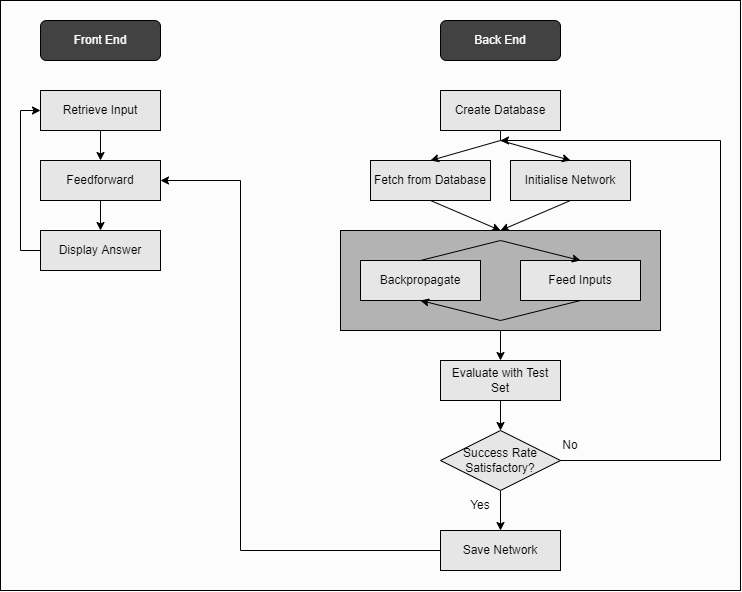 Front End
Back End
Retrieve Input
Create Database
Feedforward
Fetch from Database
Initialise Network
Display Answer
Backpropagate
Feed Inputs
Evaluate with Test
Set
Success Rate
Satisfactory?
No
Yes
Save Network